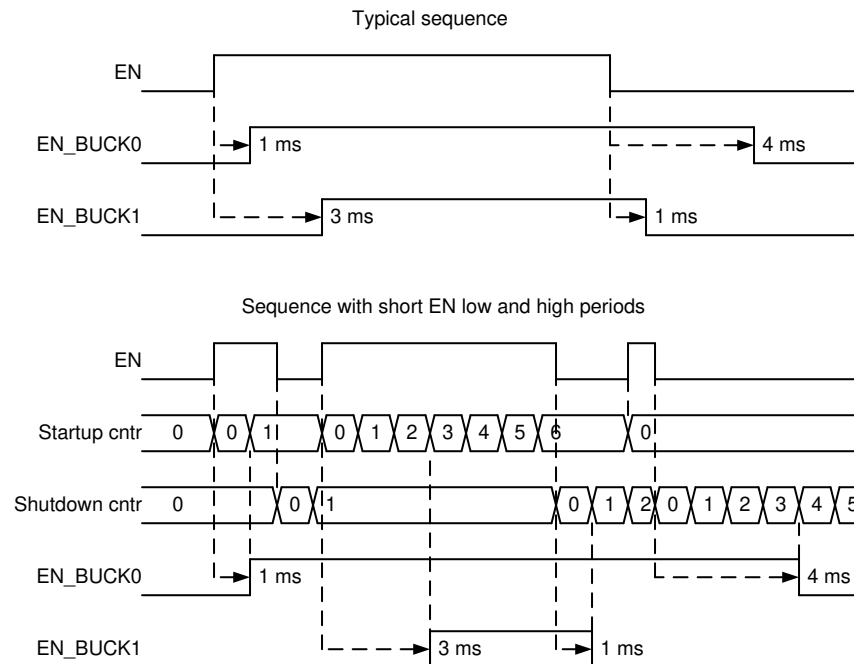 Typical sequence
EN
EN_BUCK0 1 ms 4 ms
EN_BUCK1 3 ms 1 ms
Sequence with short EN low and high periods
EN
Startup cntr 0 0 1 0 1 2 3 4 5 6 0
Shutdown cntr 0 0 1 0 1 2 0 1 2 3 4 5
EN_BUCK0 1 ms 4 ms
EN_BUCK1 3 ms 1 ms